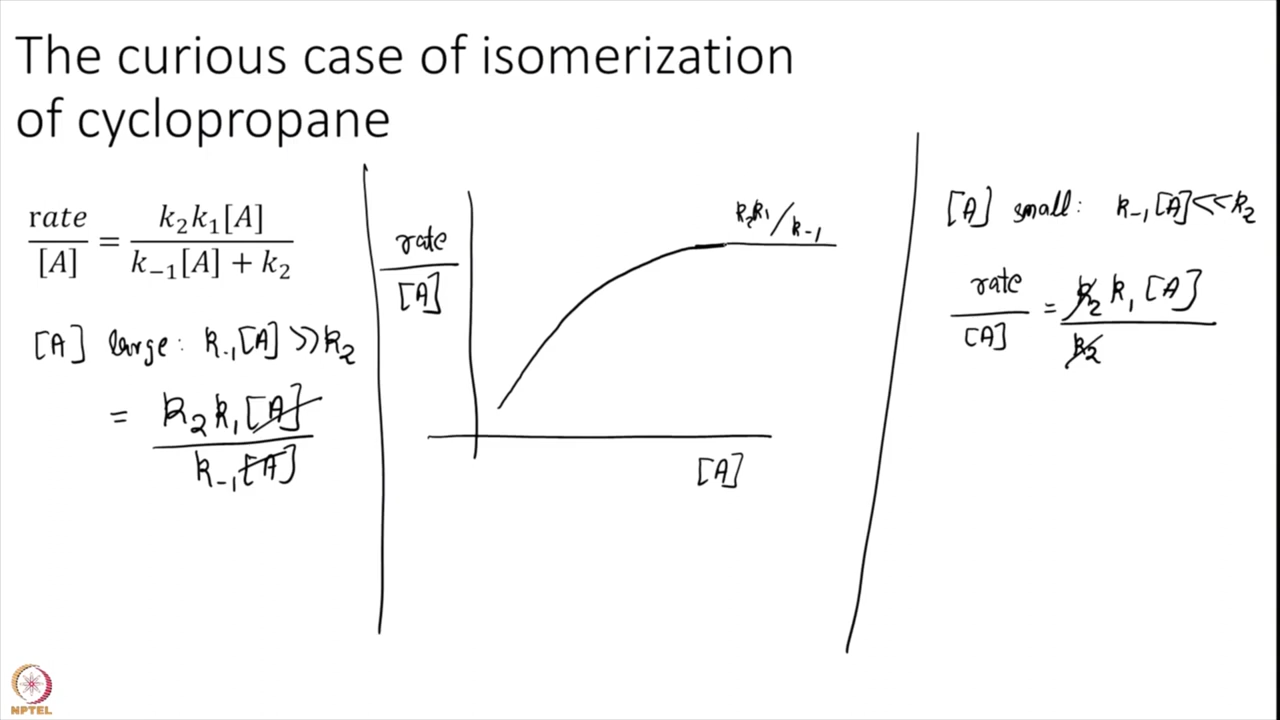 The curious case of isomerization
of cyclopropane
rate/[A] = k₂k₁[A]/(k₋₁[A] + k₂)
[A] large: k₋₁[A] >> k₂
= k₂k₁[A]/k₋₁[A]
rate/[A]
k₂k₁/k₋₁
[A]
[A] small: k₋₁[A] << k₂
rate/[A] = k₂k₁[A]/k₂
NPTEL